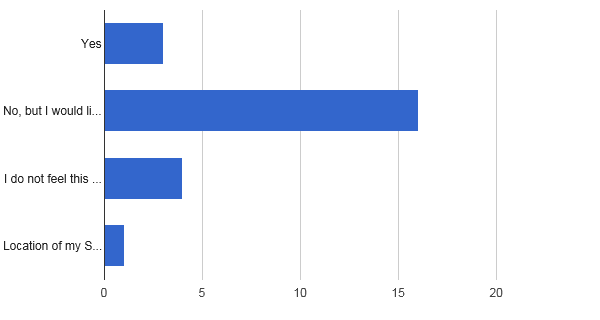 Yes
No, but I would li...
I do not feel this ...
Location of my S...
0 5 10 15 20